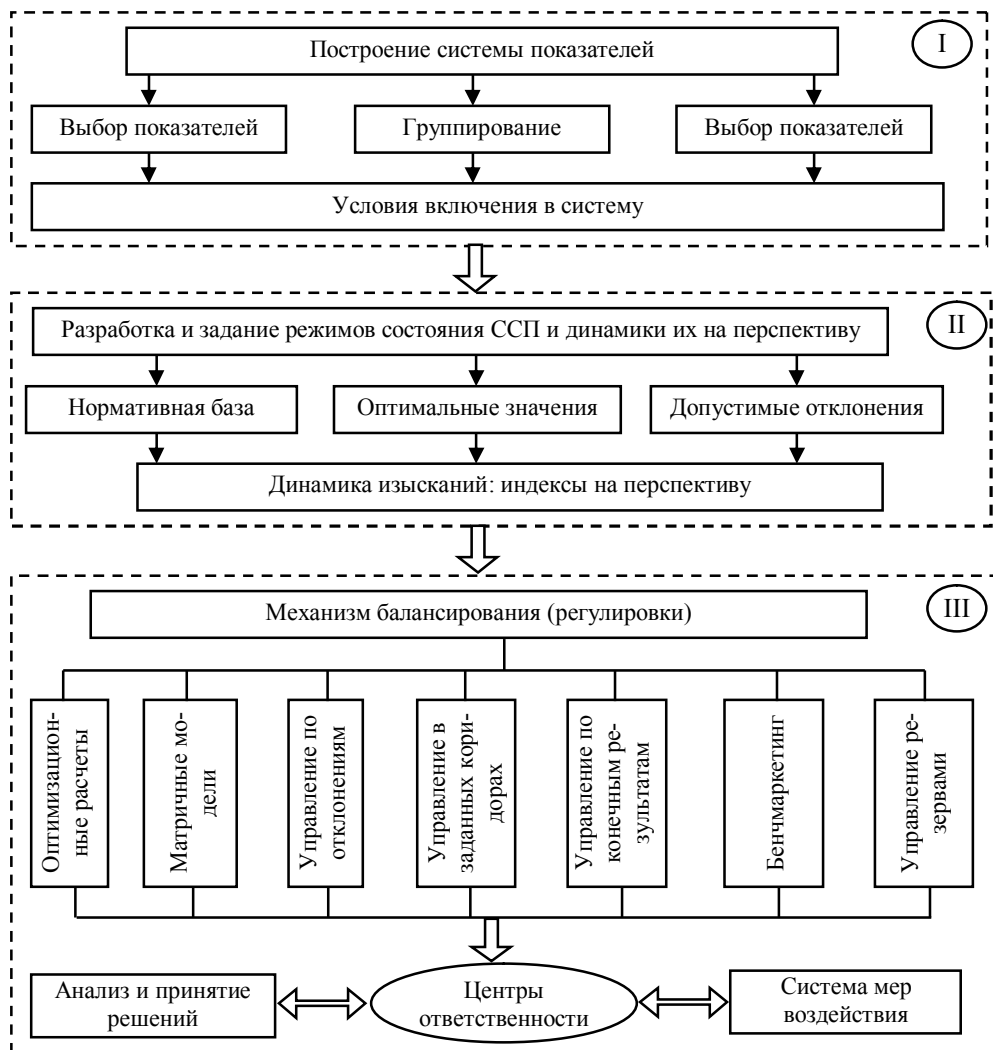 Построение системы показателей
I
Выбор показателей
Группирование
Выбор показателей
Условия включения в систему
Разработка и задание режимов состояния ССП и динамики их на перспективу
II
Нормативная база
Оптимальные значения
Допустимые отклонения
Динамика изысканий: индексы на перспективу
Механизм балансирования (регулировки)
III
Оптимизацион-
ные расчеты
Матричные мо-
дели
Управление по
отклонениям
Управление в
заданных кори-
дорах
Управление по
конечным ре-
зультатам
Бенчмаркетинг
Управление ре-
зервами
Анализ и принятие
решений
Центры
ответственности
Система мер
воздействия